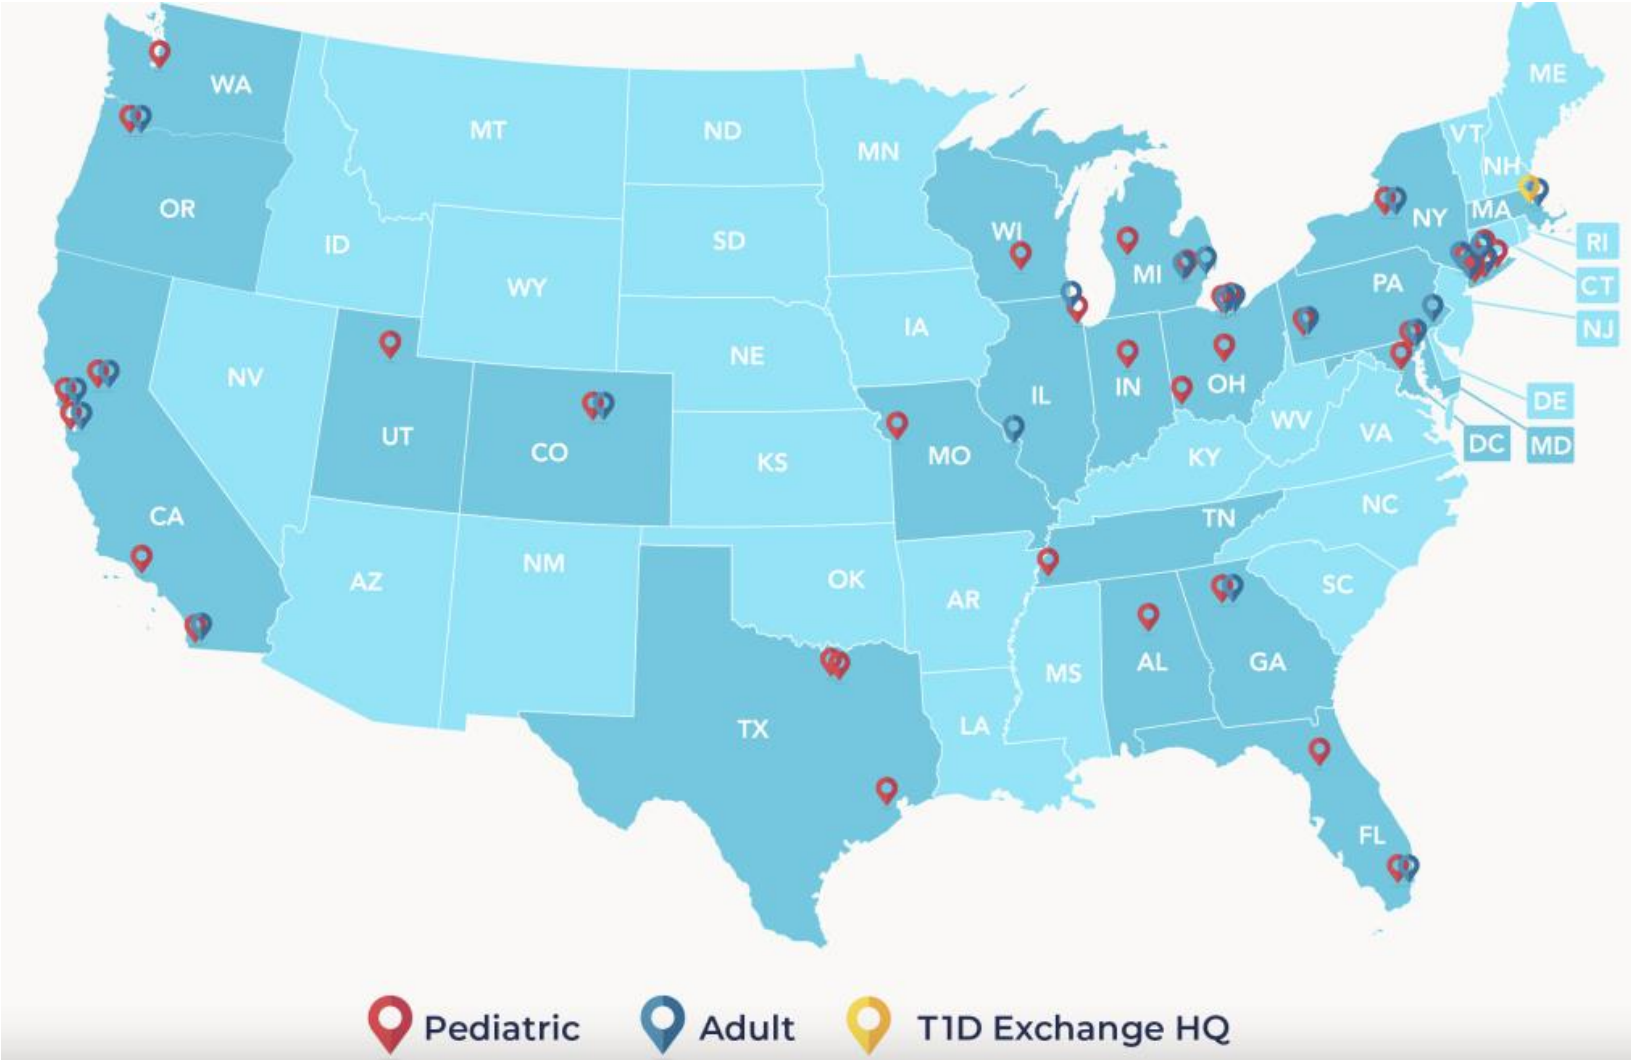 WA
MT
ND
MN
ME
VT
NH
OR
ID
SD
WI
MI
NY
MA
RI
WY
IA
PA
CT
NJ
NV
UT
CO
NE
IL
IN
OH
WV
VA
DE
DC
MD
KS
MO
KY
CA
AZ
NM
OK
AR
TN
NC
SC
TX
LA
MS
AL
GA
FL
Pediatric
Adult
T1D Exchange HQ